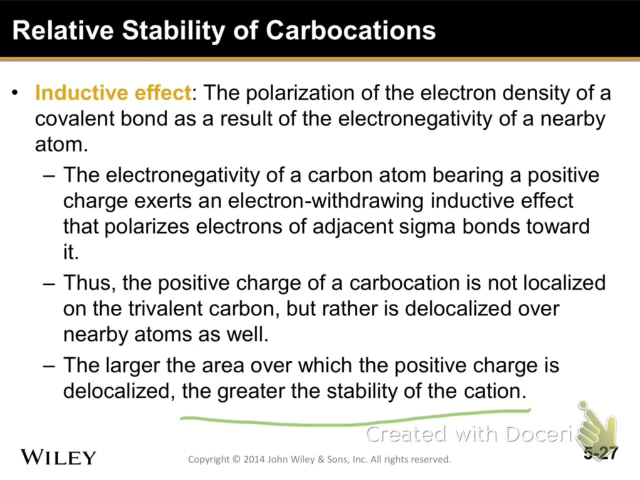 Relative Stability of Carbocations
• Inductive effect: The polarization of the electron density of a
covalent bond as a result of the electronegativity of a nearby
atom.
– The electronegativity of a carbon atom bearing a positive
charge exerts an electron-withdrawing inductive effect
that polarizes electrons of adjacent sigma bonds toward
it.
– Thus, the positive charge of a carbocation is not localized
on the trivalent carbon, but rather is delocalized over
nearby atoms as well.
– The larger the area over which the positive charge is
delocalized, the greater the stability of the cation.
Created with Doceri
WILEY
Copyright © 2014 John Wiley & Sons, Inc. All rights reserved.
5-27